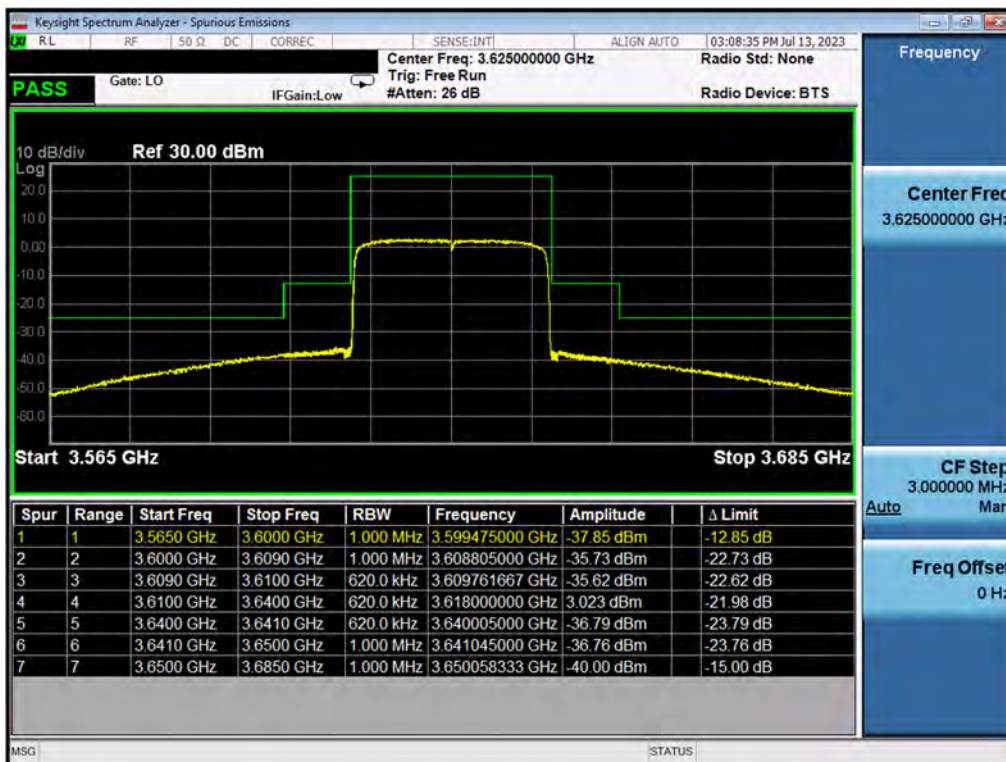 Keysight Spectrum Analyzer - Spurious Emissions
LXI RL RF 50 Ω DC CORREC SENSE:INT ALIGN AUTO 03:08:35 PM Jul 13, 2023
Center Freq: 3.625000000 GHz Radio Std: None
PASS Gate: LO Trig: Free Run
IFGain:Low #Atten: 26 dB Radio Device: BTS
10 dB/div Ref 30.00 dBm
Log
20.0
10.0
0.00
-10.0
-20.0
-30.0
-40.0
-50.0
-60.0
Start 3.565 GHz Stop 3.685 GHz
Spur Range Start Freq Stop Freq RBW Frequency Amplitude Δ Limit
1 1 3.5650 GHz 3.6000 GHz 1.000 MHz 3.599475000 GHz -37.85 dBm -12.85 dB
2 2 3.6000 GHz 3.6090 GHz 1.000 MHz 3.608805000 GHz -35.73 dBm -22.73 dB
3 3 3.6090 GHz 3.6100 GHz 620.0 kHz 3.609761667 GHz -35.62 dBm -22.62 dB
4 4 3.6100 GHz 3.6400 GHz 620.0 kHz 3.618000000 GHz 3.023 dBm -21.98 dB
5 5 3.6400 GHz 3.6410 GHz 620.0 kHz 3.640005000 GHz -36.79 dBm -23.79 dB
6 6 3.6410 GHz 3.6500 GHz 1.000 MHz 3.641045000 GHz -36.76 dBm -23.76 dB
7 7 3.6500 GHz 3.6850 GHz 1.000 MHz 3.650058333 GHz -40.00 dBm -15.00 dB
MSG STATUS
Frequency
Center Freq
3.625000000 GHz
CF Step
3.000000 MHz
Auto Man
Freq Offset
0 Hz